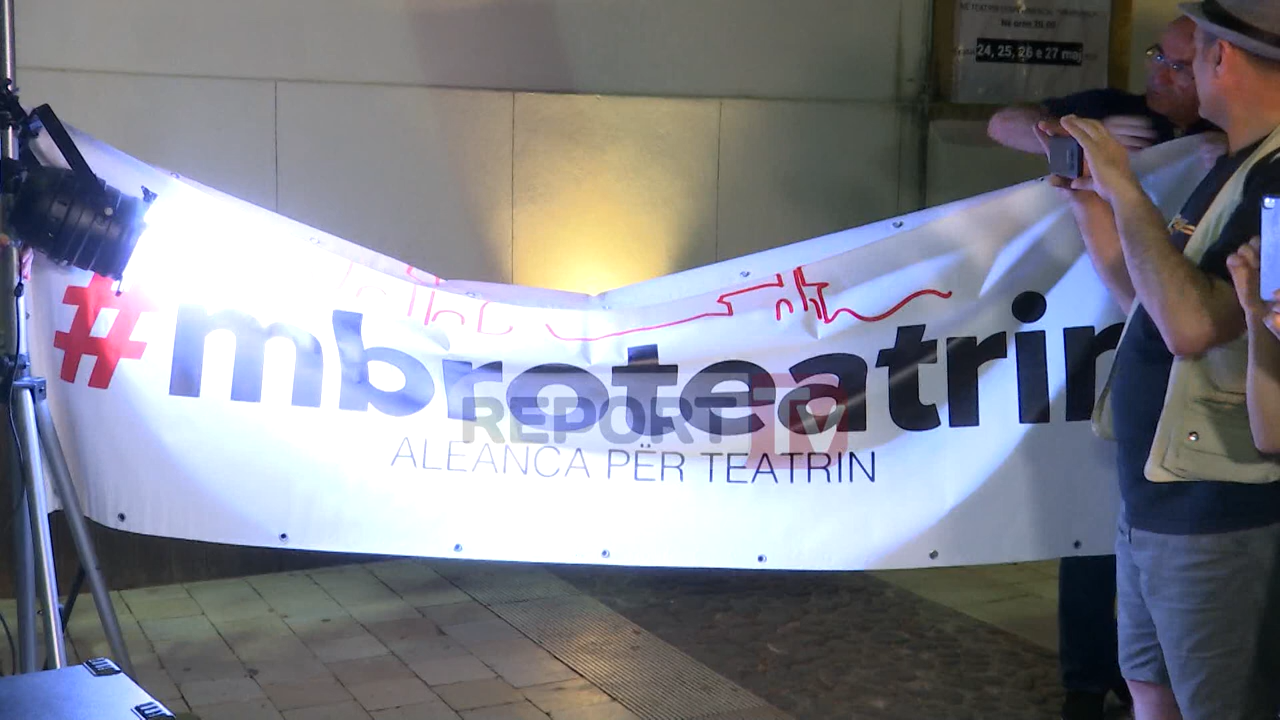 24, 25, 26 e 27 maj
#mbroteatrin
REPORT TV
ALEANCA PËR TEATRIN